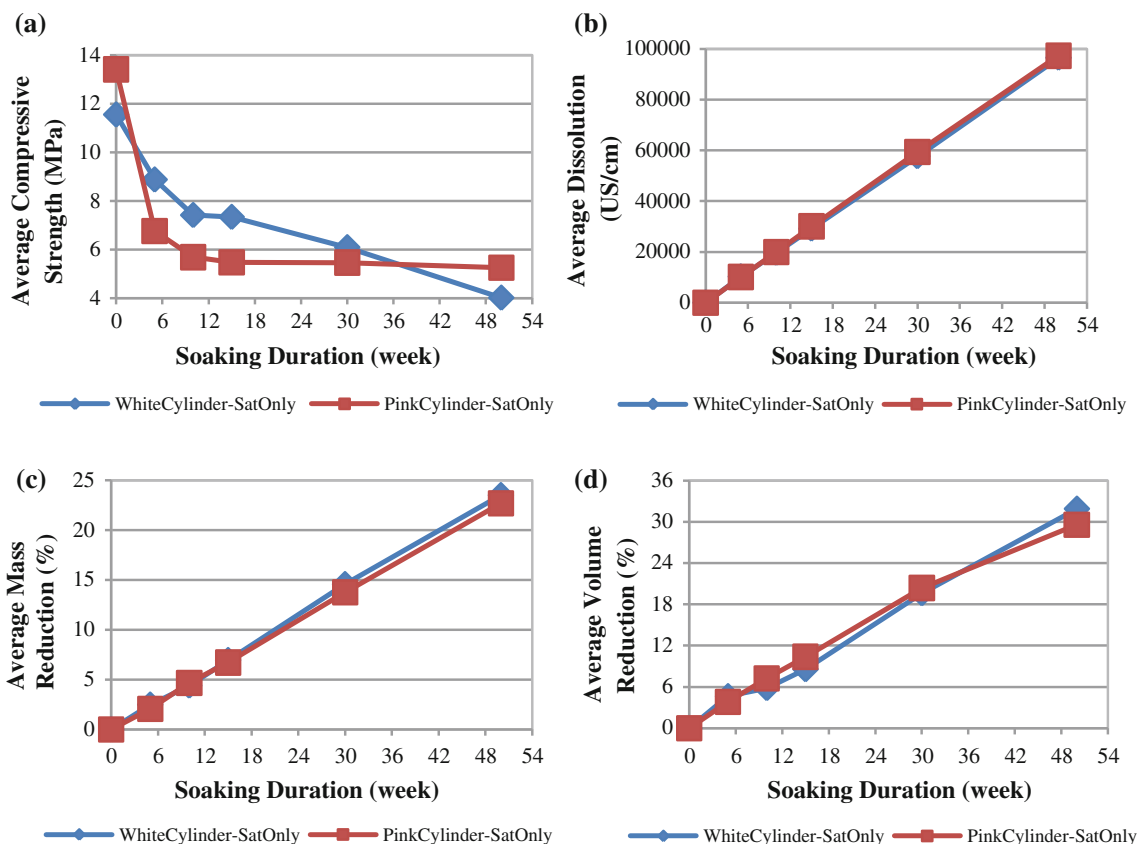 (a)
14
12
10
8
6
4
0 6 12 18 24 30 36 42 48 54
Average Compressive
Strength (MPa)
Soaking Duration (week)
WhiteCylinder-SatOnly PinkCylinder-SatOnly
(b)
100000
80000
60000
40000
20000
0
0 6 12 18 24 30 36 42 48 54
Average Dissolution
(US/cm)
Soaking Duration (week)
WhiteCylinder-SatOnly PinkCylinder-SatOnly
(c)
25
20
15
10
5
0
0 6 12 18 24 30 36 42 48 54
Average Mass
Reduction (%)
Soaking Duration (week)
WhiteCylinder-SatOnly PinkCylinder-SatOnly
(d)
36
30
24
18
12
6
0
0 6 12 18 24 30 36 42 48 54
Average Volume
Reduction (%)
Soaking Duration (week)
WhiteCylinder-SatOnly PinkCylinder-SatOnly